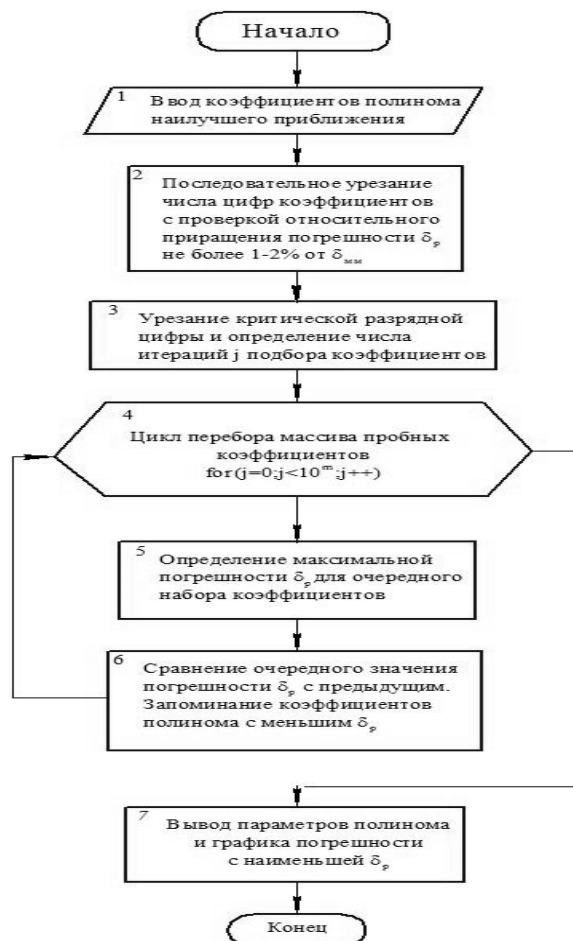 Начало
1 Ввод коэффициентов полинома
наилучшего приближения
2
Последовательное урезание
числа цифр коэффициентов
с проверкой относительного
приращения погрешности δр
не более 1-2% от δмм
3 Урезание критической разрядной
цифры и определение числа
итераций j подбора коэффициентов
4
Цикл перебора массива пробных
коэффициентов
for(j=0;j<10^m;j++)
5
Определение максимальной
погрешности δр для очередного
набора коэффициентов
6
Сравнение очередного значения
погрешности δр с предыдущим.
Запоминание коэффициентов
полинома с меньшим δр
7
Вывод параметров полинома
и графика погрешности
с наименьшей δр
Конец